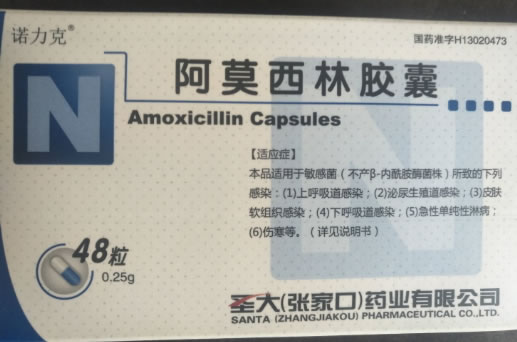 诺力克®
国药准字H13020473
N
阿莫西林胶囊
Amoxicillin Capsules
【适应症】
本品适用于敏感菌（不产β-内酰胺酶菌株）所致的下列
感染：(1)上呼吸道感染；(2)泌尿生殖道感染；(3)皮肤
软组织感染；(4)下呼吸道感染；(5)急性单纯性淋病；
(6)伤寒等。（详见说明书）
48粒
0.25g
圣大(张家口)药业有限公司
SANTA (ZHANGJIAKOU) PHARMACEUTICAL CO.,LTD.